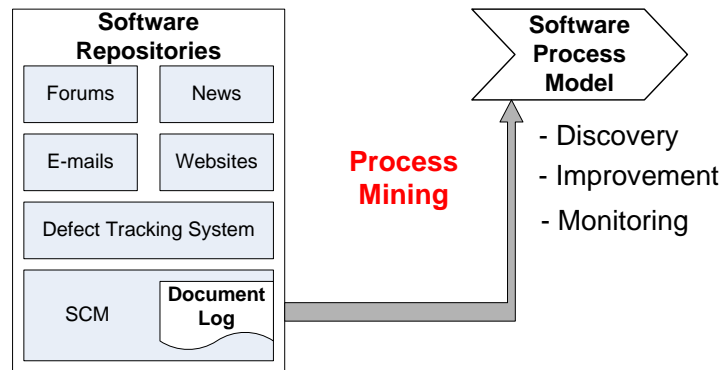 Software
Repositories
Forums
News
E-mails
Websites
Defect Tracking System
SCM
Document
Log
Process
Mining
Software
Process
Model
- Discovery
- Improvement
- Monitoring